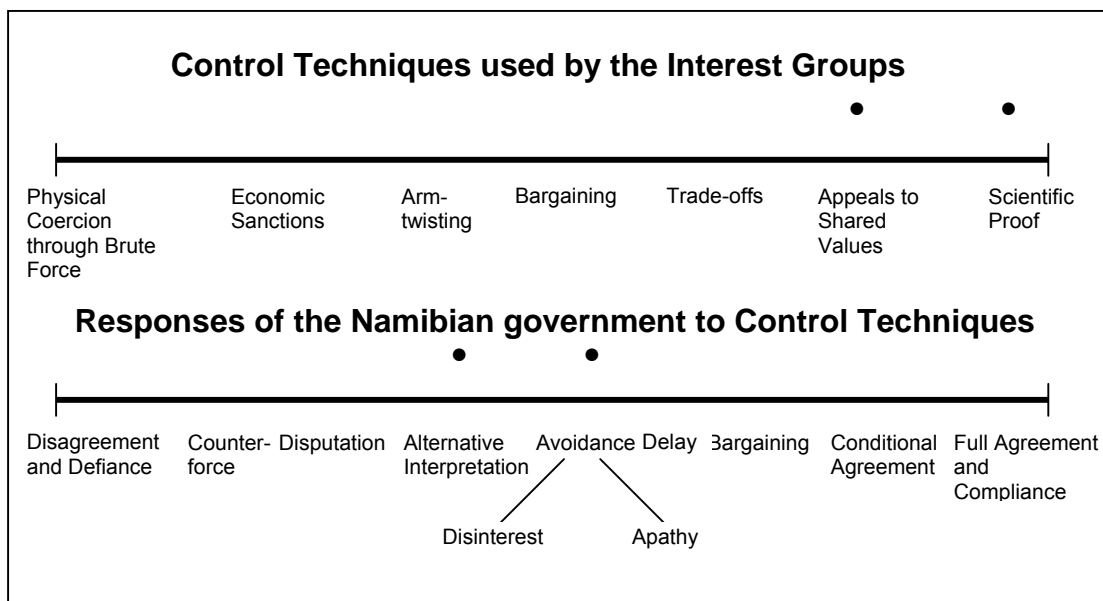 Control Techniques used by the Interest Groups
Physical
Coercion
through Brute
Force
Economic
Sanctions
Arm-
twisting
Bargaining
Trade-offs
Appeals to
Shared
Values
Scientific
Proof
Responses of the Namibian government to Control Techniques
Disagreement
and Defiance
Counter-
force
Disputation
Alternative
Interpretation
Avoidance
Delay
Bargaining
Conditional
Agreement
Full Agreement
and
Compliance
Disinterest
Apathy